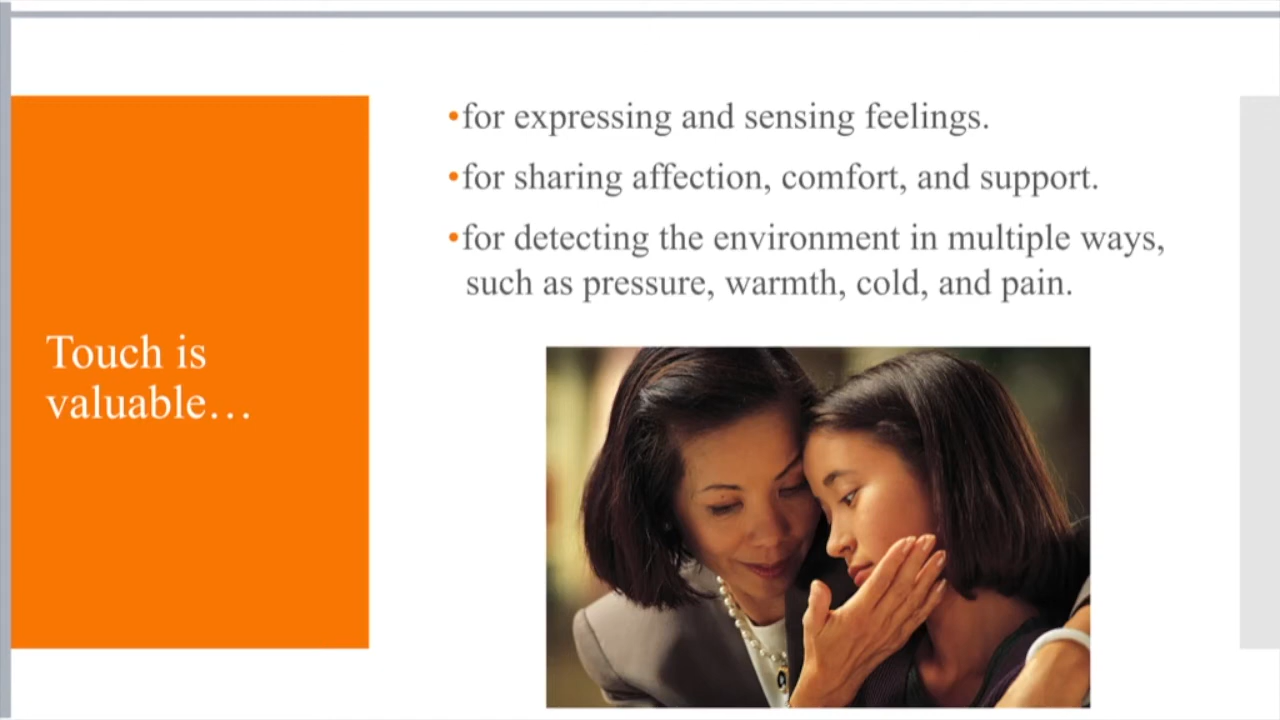 Touch is
valuable…
•for expressing and sensing feelings.
•for sharing affection, comfort, and support.
•for detecting the environment in multiple ways,
such as pressure, warmth, cold, and pain.